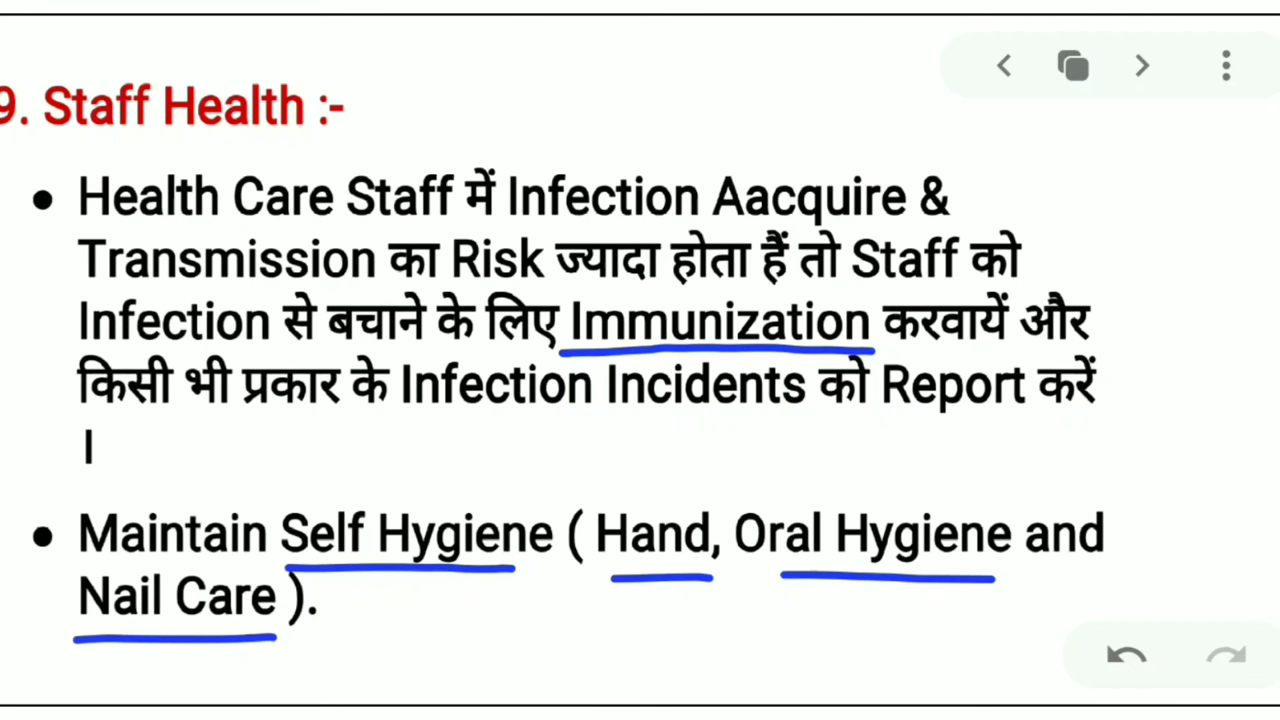 9. Staff Health :-
• Health Care Staff में Infection Aacquire &
Transmission का Risk ज्यादा होता हैं तो Staff को
Infection से बचाने के लिए Immunization करवायें और
किसी भी प्रकार के Infection Incidents को Report करें
।
• Maintain Self Hygiene ( Hand, Oral Hygiene and
Nail Care ).